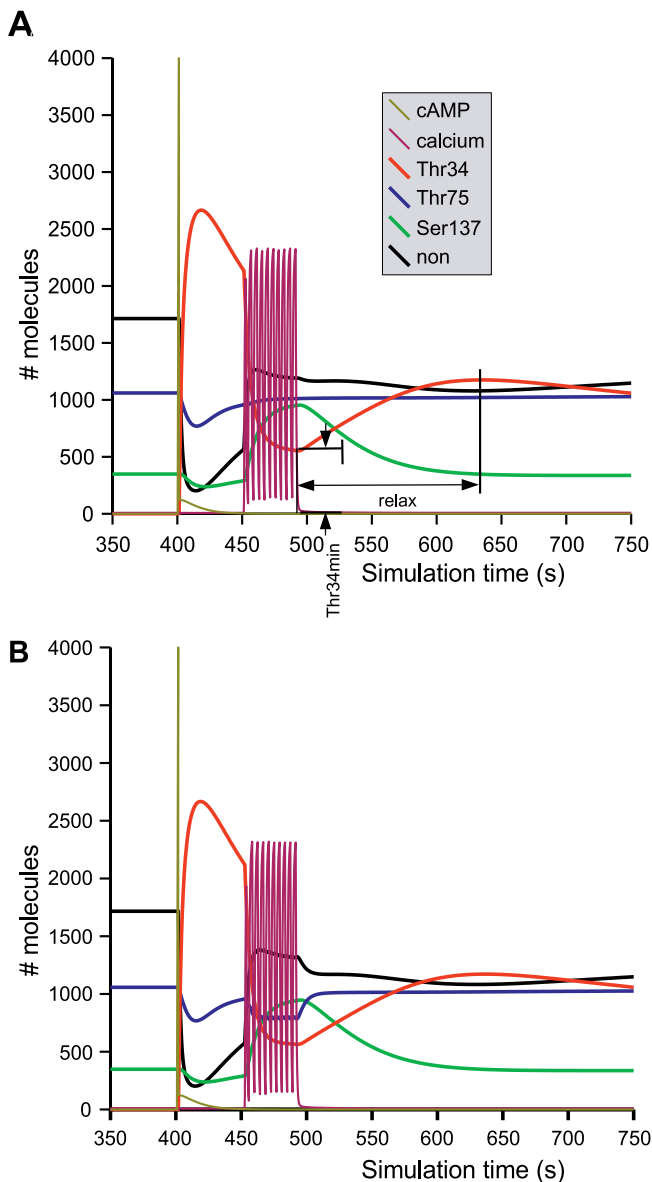 A
4000
3500
3000
2500
2000
1500
1000
500
0
# molecules
cAMP
calcium
Thr34
Thr75
Ser137
non
relax
Thr34min
350 400 450 500 550 600 650 700 750
Simulation time (s)
B
4000
3500
3000
2500
2000
1500
1000
500
0
# molecules
350 400 450 500 550 600 650 700 750
Simulation time (s)